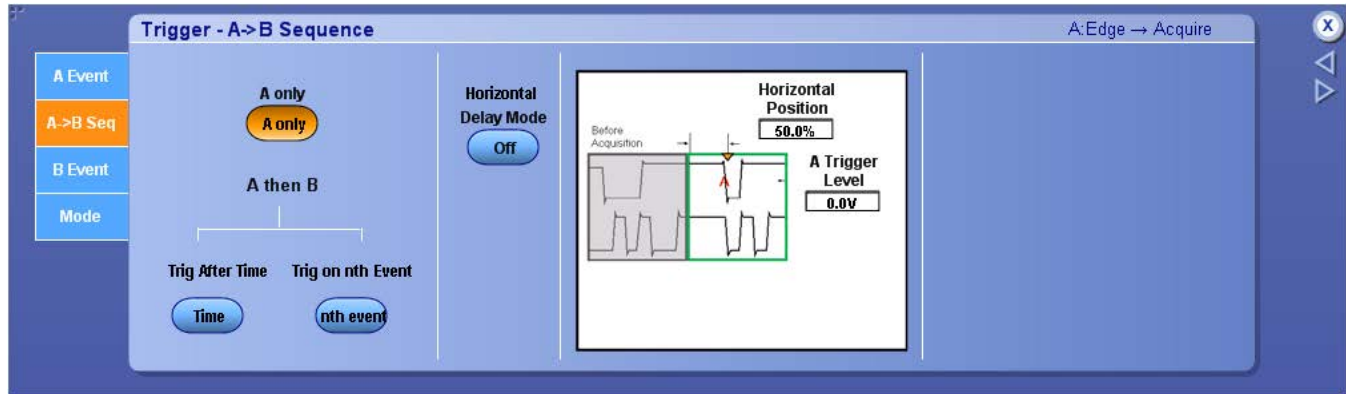 Trigger - A->B Sequence
A:Edge → Acquire
X
A Event
A->B Seq
B Event
Mode
A only
A only
A then B
Trig After Time
Time
Trig on nth Event
nth event
Horizontal
Delay Mode
Off
Before
Acquisition
Horizontal
Position
50.0%
A Trigger
Level
0.0V
A